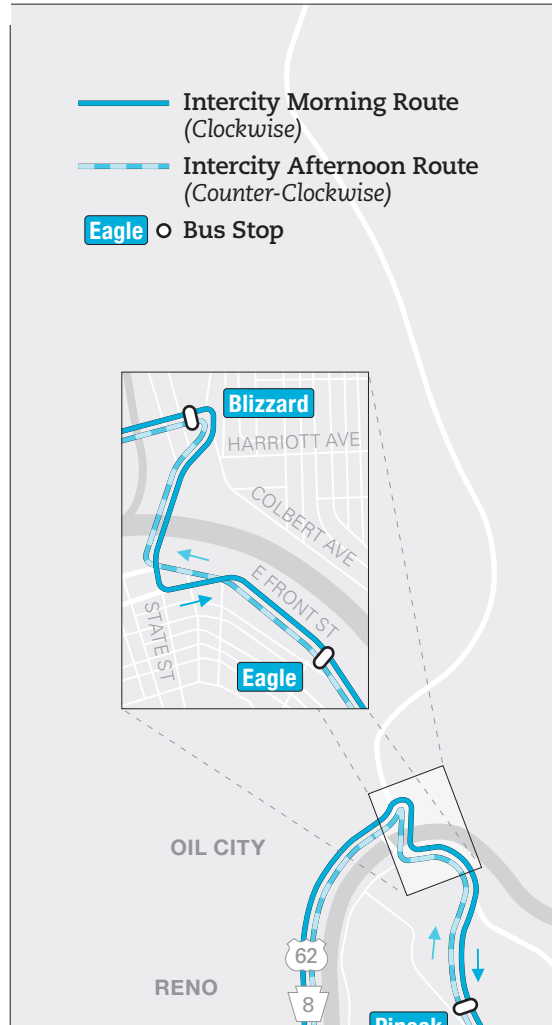 Intercity Morning Route
(Clockwise)
Intercity Afternoon Route
(Counter-Clockwise)
Eagle Bus Stop
Blizzard
HARRIOTT AVE
COLBERT AVE
E FRONT ST
STATE ST
Eagle
OIL CITY
62
RENO
8